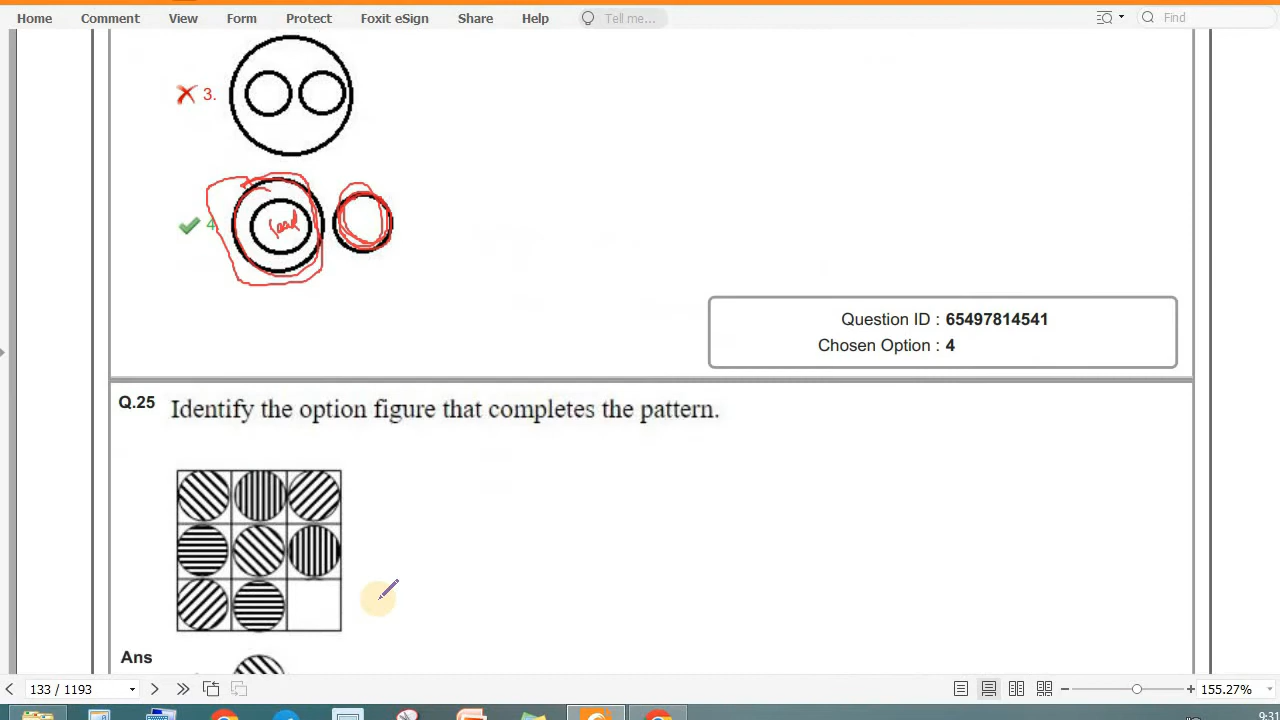 Home Comment View Form Protect Foxit eSign Share Help Tell me... Find
3.
4
Question ID : 65497814541
Chosen Option : 4
Q.25 Identify the option figure that completes the pattern.
Ans
133 / 1193 155.27%